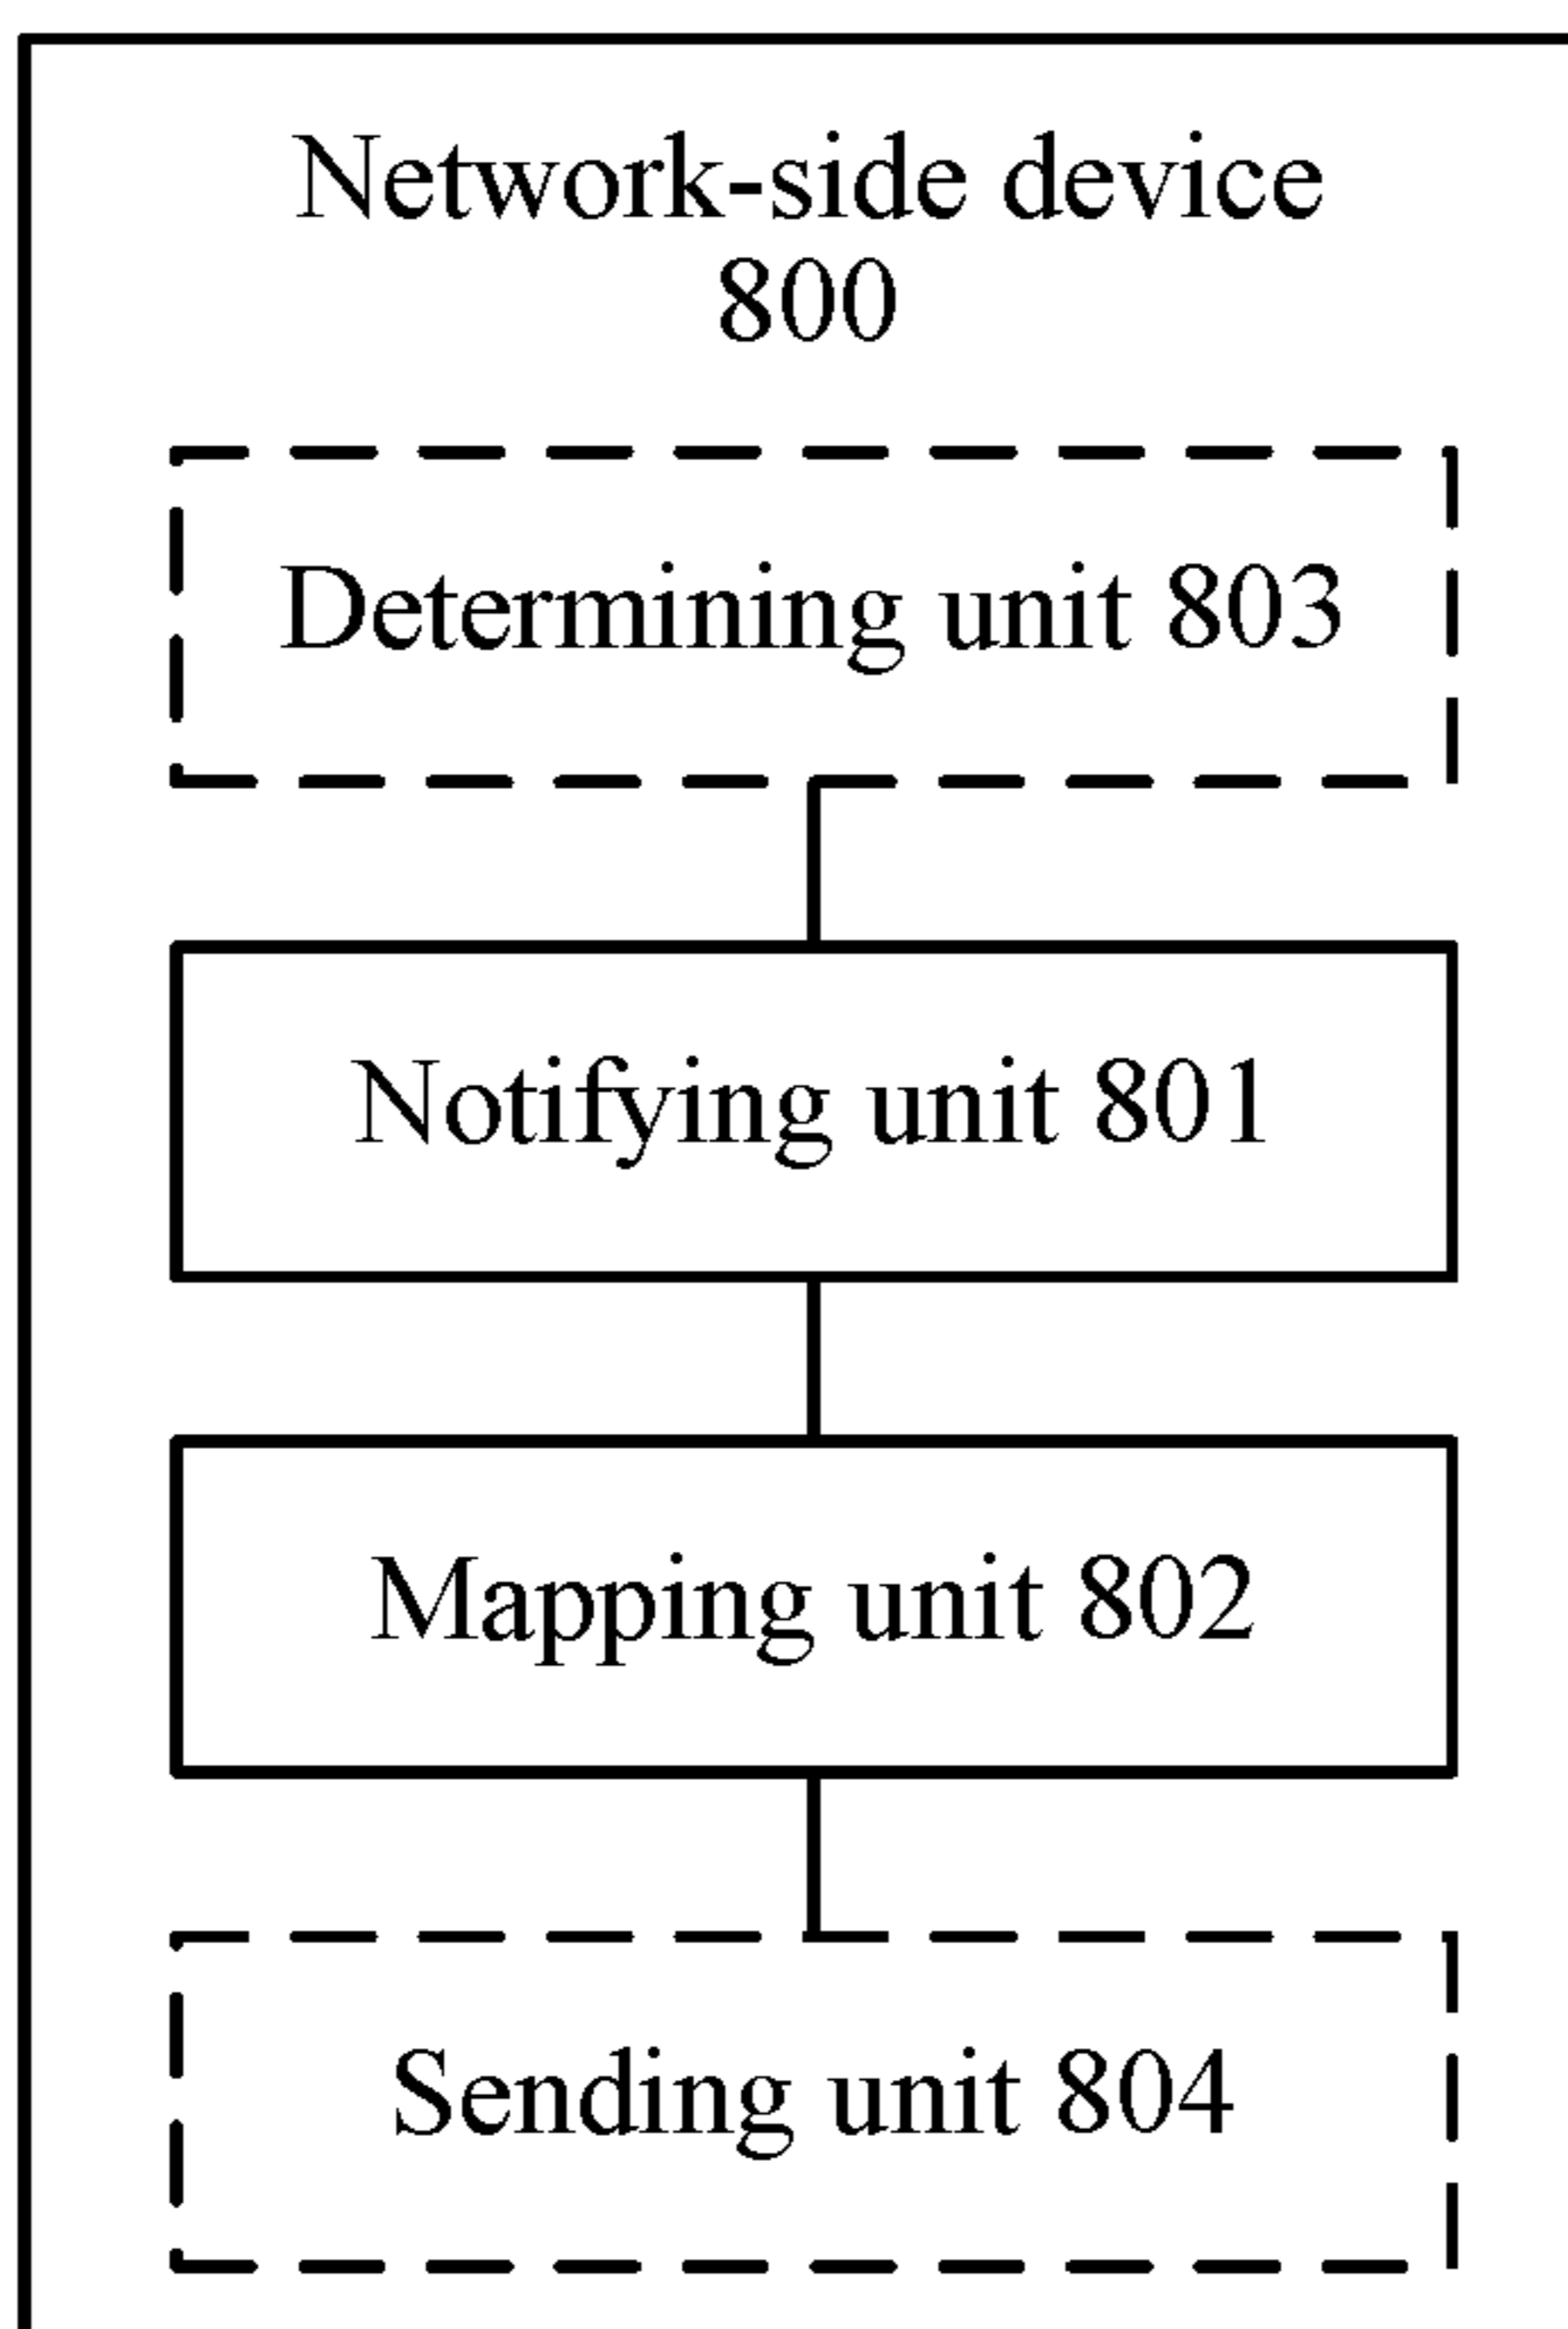 Network-side device
800
Determining unit 803
Notifying unit 801
Mapping unit 802
Sending unit 804